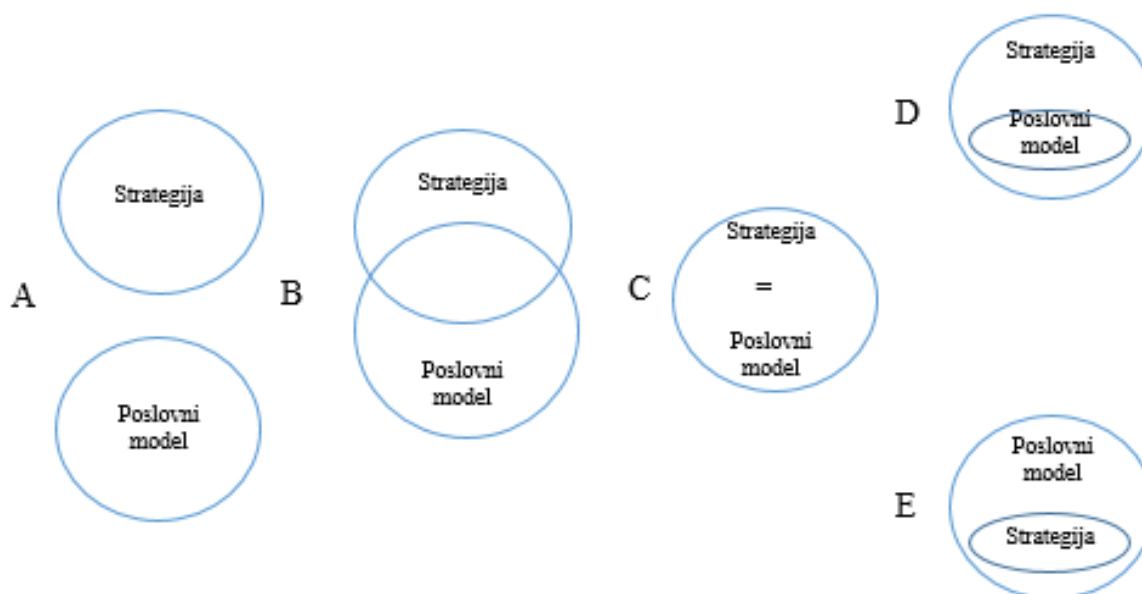 A
Strategija
Poslovni
model
B
Strategija
Poslovni
model
C
Strategija
=
Poslovni
model
D
Strategija
Poslovni
model
E
Poslovni
model
Strategija